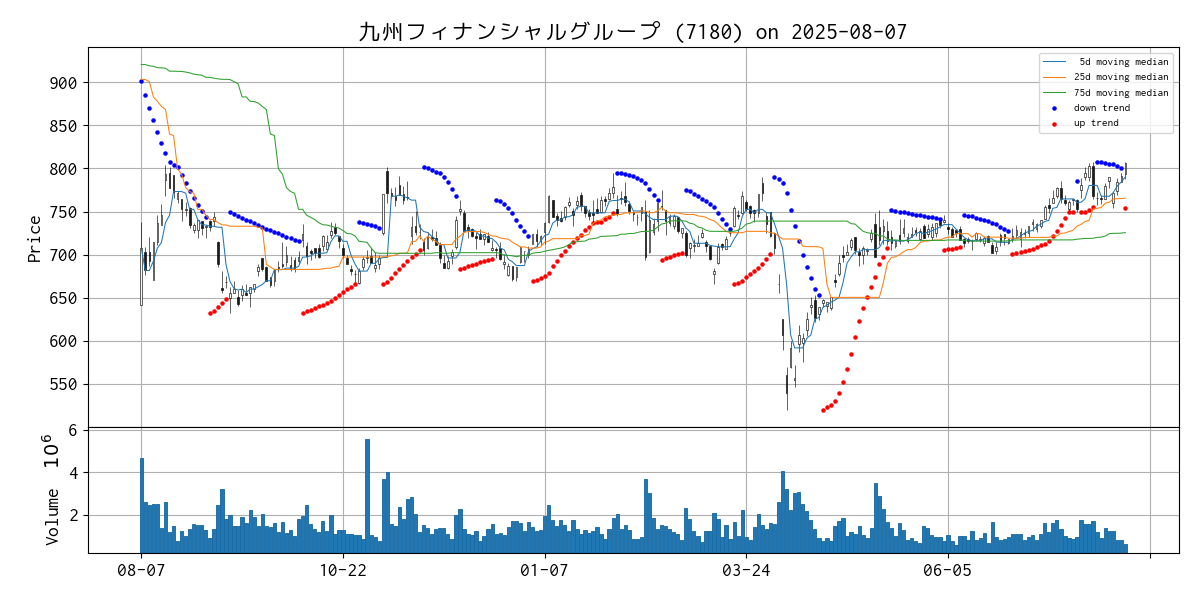 九州フィナンシャルグループ (7180) on 2025-08-07
5d moving median
25d moving median
75d moving median
down trend
up trend
Price
900
850
800
750
700
650
600
550
Volume 10^6
6
4
2
08-07
10-22
01-07
03-24
06-05